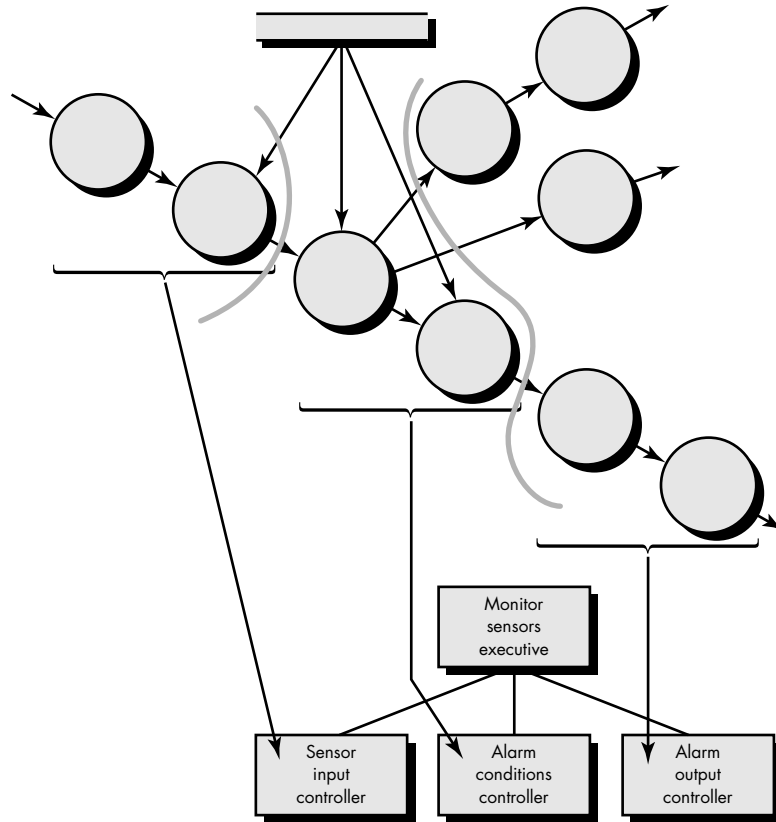 Monitor
sensors
executive
Sensor
input
controller
Alarm
conditions
controller
Alarm
output
controller